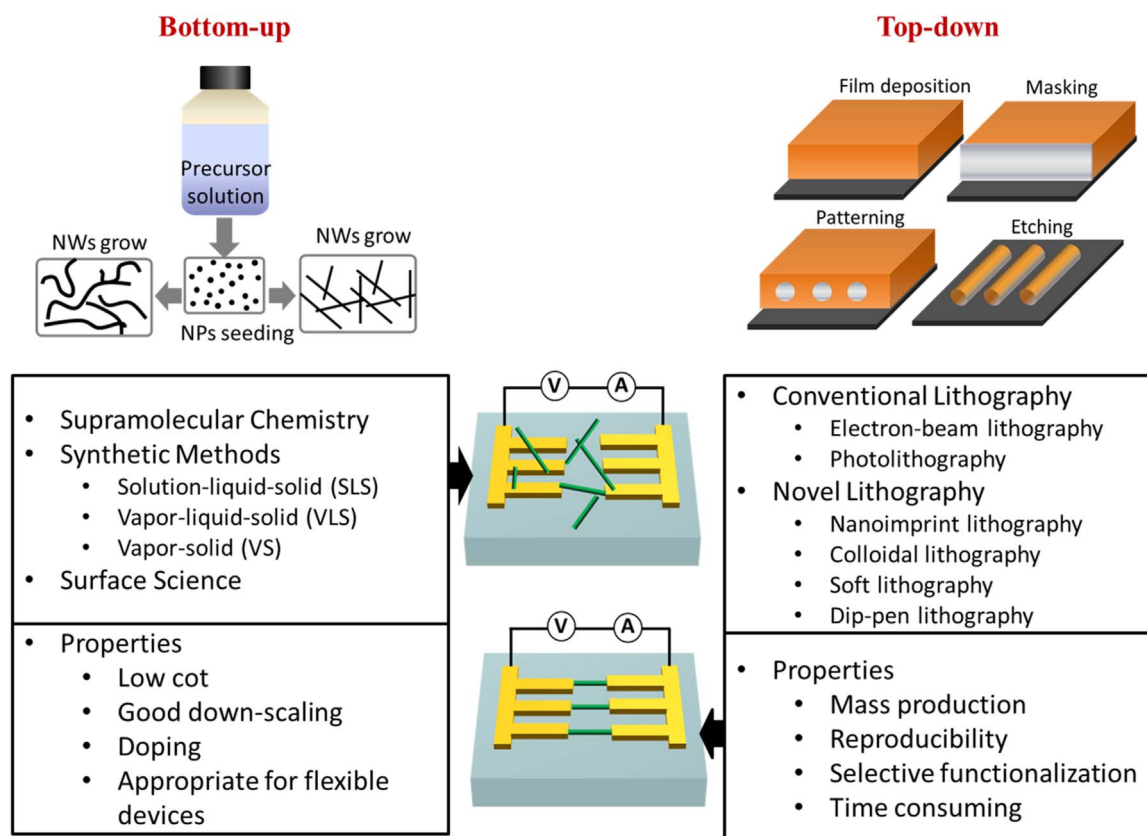 Bottom-up
Precursor
solution
NWs grow
NWs grow
NPs seeding
Top-down
Film deposition
Masking
Patterning
Etching
• Supramolecular Chemistry
• Synthetic Methods
• Solution-liquid-solid (SLS)
• Vapor-liquid-solid (VLS)
• Vapor-solid (VS)
• Surface Science
• Properties
• Low cot
• Good down-scaling
• Doping
• Appropriate for flexible
devices
V
A
V
A
• Conventional Lithography
• Electron-beam lithography
• Photolithography
• Novel Lithography
• Nanoimprint lithography
• Colloidal lithography
• Soft lithography
• Dip-pen lithography
• Properties
• Mass production
• Reproducibility
• Selective functionalization
• Time consuming